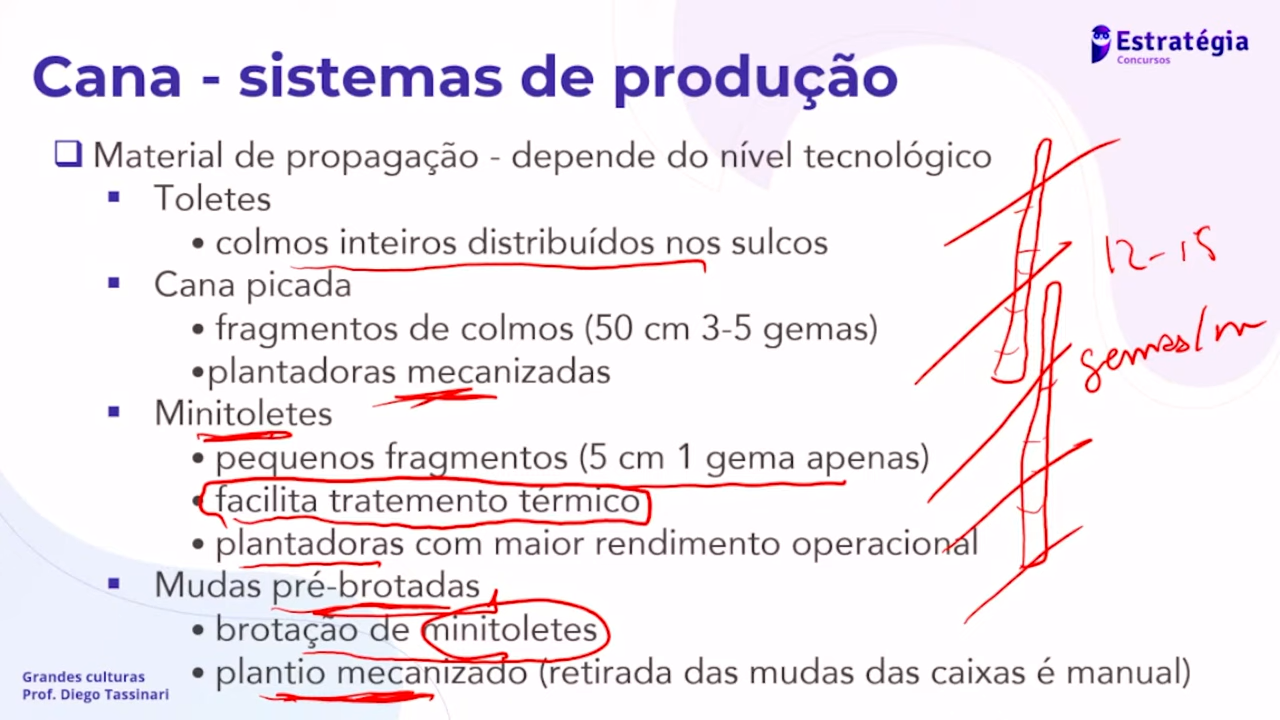 Estratégia
Concursos
Cana - sistemas de produção
❑ Material de propagação - depende do nível tecnológico
▪ Toletes
• colmos inteiros distribuídos nos sulcos
▪ Cana picada
• fragmentos de colmos (50 cm 3-5 gemas)
•plantadoras mecanizadas
▪ Minitoletes
• pequenos fragmentos (5 cm 1 gema apenas)
• facilita tratemento térmico
• plantadoras com maior rendimento operacional
▪ Mudas pré-brotadas
• brotação de minitoletes
• plantio mecanizado (retirada das mudas das caixas é manual)
12-15
gemas/m
Grandes culturas
Prof. Diego Tassinari